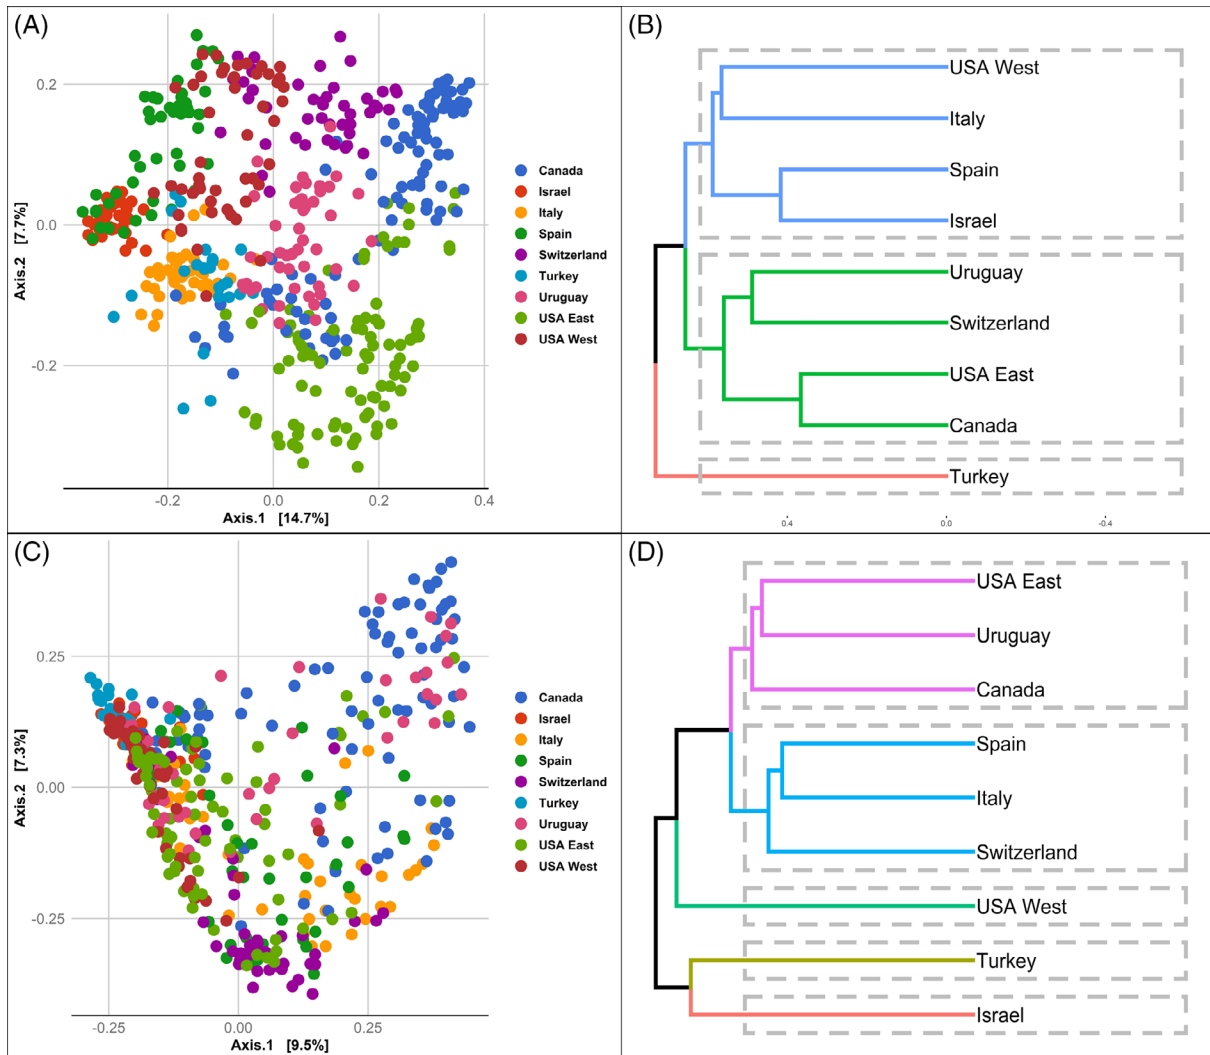 (A)
0.2
0.0
-0.2
Axis.2 [7.7%]
-0.2
0.0
0.2
0.4
Axis.1 [14.7%]
Canada
Israel
Italy
Spain
Switzerland
Turkey
Uruguay
USA East
USA West
(B)
USA West
Italy
Spain
Israel
Uruguay
Switzerland
USA East
Canada
Turkey
0.4
0.0
-0.4
(C)
0.25
0.00
-0.25
Axis.2 [7.3%]
-0.25
0.00
0.25
Axis.1 [9.5%]
Canada
Israel
Italy
Spain
Switzerland
Turkey
Uruguay
USA East
USA West
(D)
USA East
Uruguay
Canada
Spain
Italy
Switzerland
USA West
Turkey
Israel